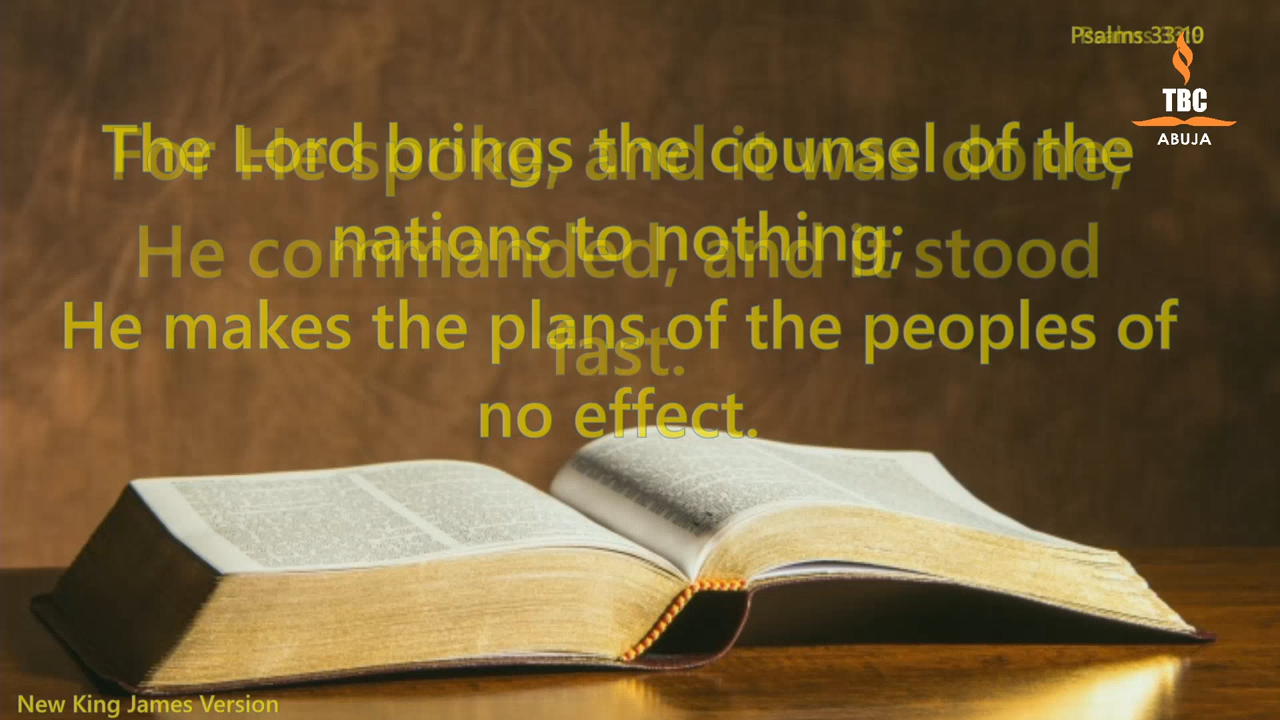 Psalms 33:10
TBC
ABUJA
The Lord brings the counsel of the
nations to nothing;
He makes the plans of the peoples of
no effect.
For He spoke, and it was done;
He commanded, and it stood
fast.
New King James Version